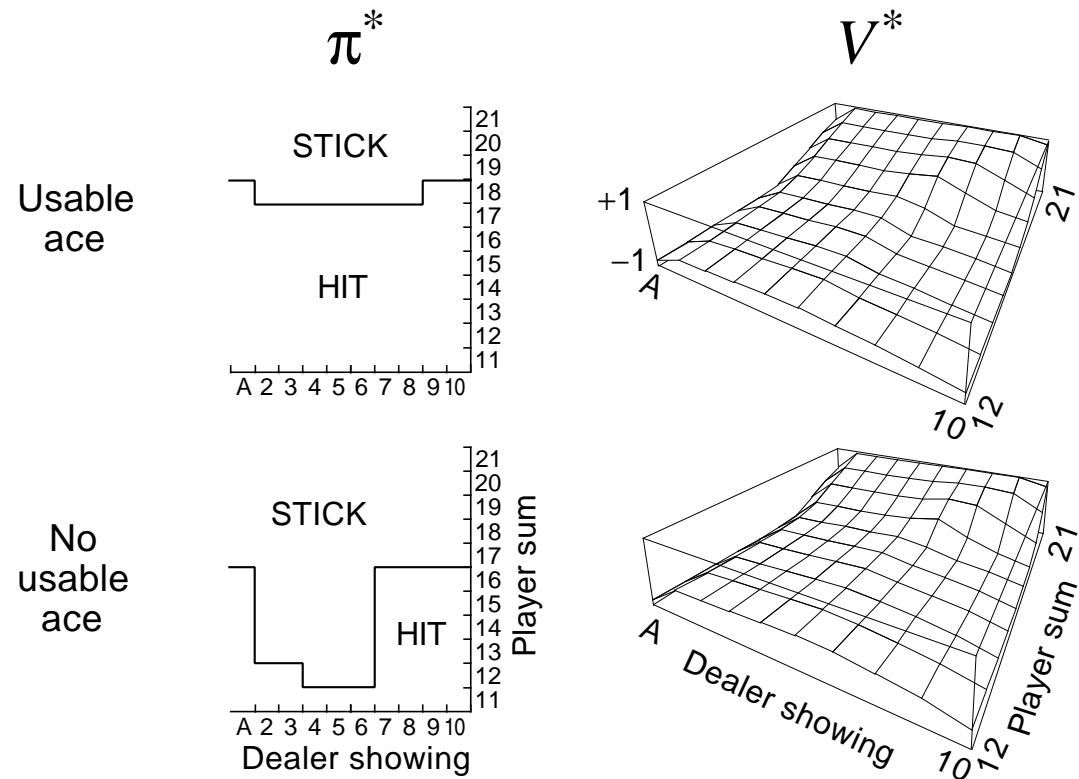 π* V*
Usable
ace
STICK
HIT
21
20
19
18
17
16
15
14
13
12
11
A 2 3 4 5 6 7 8 9 10
+1
−1
A
10
12
21
No
usable
ace
STICK
HIT
21
20
19
18
17
16
15
14
13
12
11
Player sum
A 2 3 4 5 6 7 8 9 10
Dealer showing
A
Dealer showing
10
12
Player sum
21